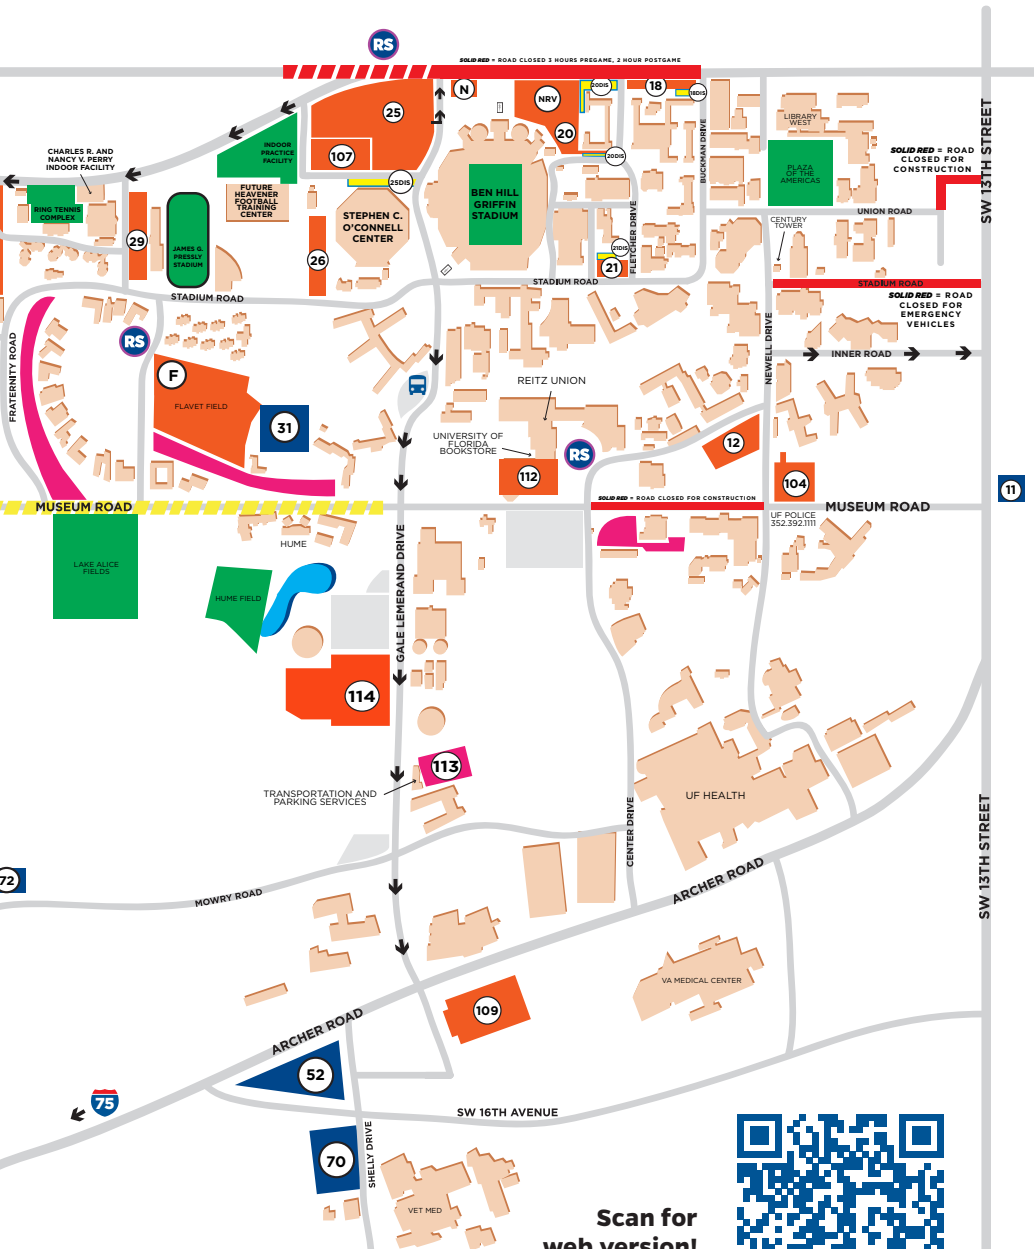 RS
SOLID RED = ROAD CLOSED 3 HOURS PREGAME, 2 HOUR POSTGAME
N
NRV
20DIS
18
18DIS
25
20
107
INDOOR
PRACTICE
FACILITY
20DIS
25DIS
CHARLES R. AND
NANCY V. PERRY
INDOOR FACILITY
RING TENNIS
COMPLEX
FUTURE
HEAVENER
FOOTBALL
TRAINING
CENTER
STEPHEN C.
O'CONNELL
CENTER
BEN HILL
GRIFFIN
STADIUM
BUCKMAN DRIVE
LIBRARY
WEST
PLAZA
OF THE
AMERICAS
SOLID RED = ROAD
CLOSED FOR
CONSTRUCTION
SW 13TH STREET
UNION ROAD
CENTURY
TOWER
29
JAMES G.
PRESSLY
STADIUM
26
FLETCHER DRIVE
21DIS
21
STADIUM ROAD
STADIUM ROAD
STADIUM ROAD
SOLID RED = ROAD
CLOSED FOR
EMERGENCY
VEHICLES
RS
FRATERNITY ROAD
NEWELL DRIVE
INNER ROAD
F
FLAVET FIELD
31
REITZ UNION
UNIVERSITY OF
FLORIDA
BOOKSTORE
RS
12
112
104
11
MUSEUM ROAD
SOLID RED = ROAD CLOSED FOR CONSTRUCTION
MUSEUM ROAD
UF POLICE
352.392.1111
HUME
LAKE ALICE
FIELDS
HUME FIELD
GALE LEMERAND DRIVE
114
113
TRANSPORTATION AND
PARKING SERVICES
UF HEALTH
CENTER DRIVE
SW 13TH STREET
72
MOWRY ROAD
ARCHER ROAD
VA MEDICAL CENTER
109
ARCHER ROAD
52
75
SW 16TH AVENUE
SHELLY DRIVE
70
VET MED
Scan for
web version!